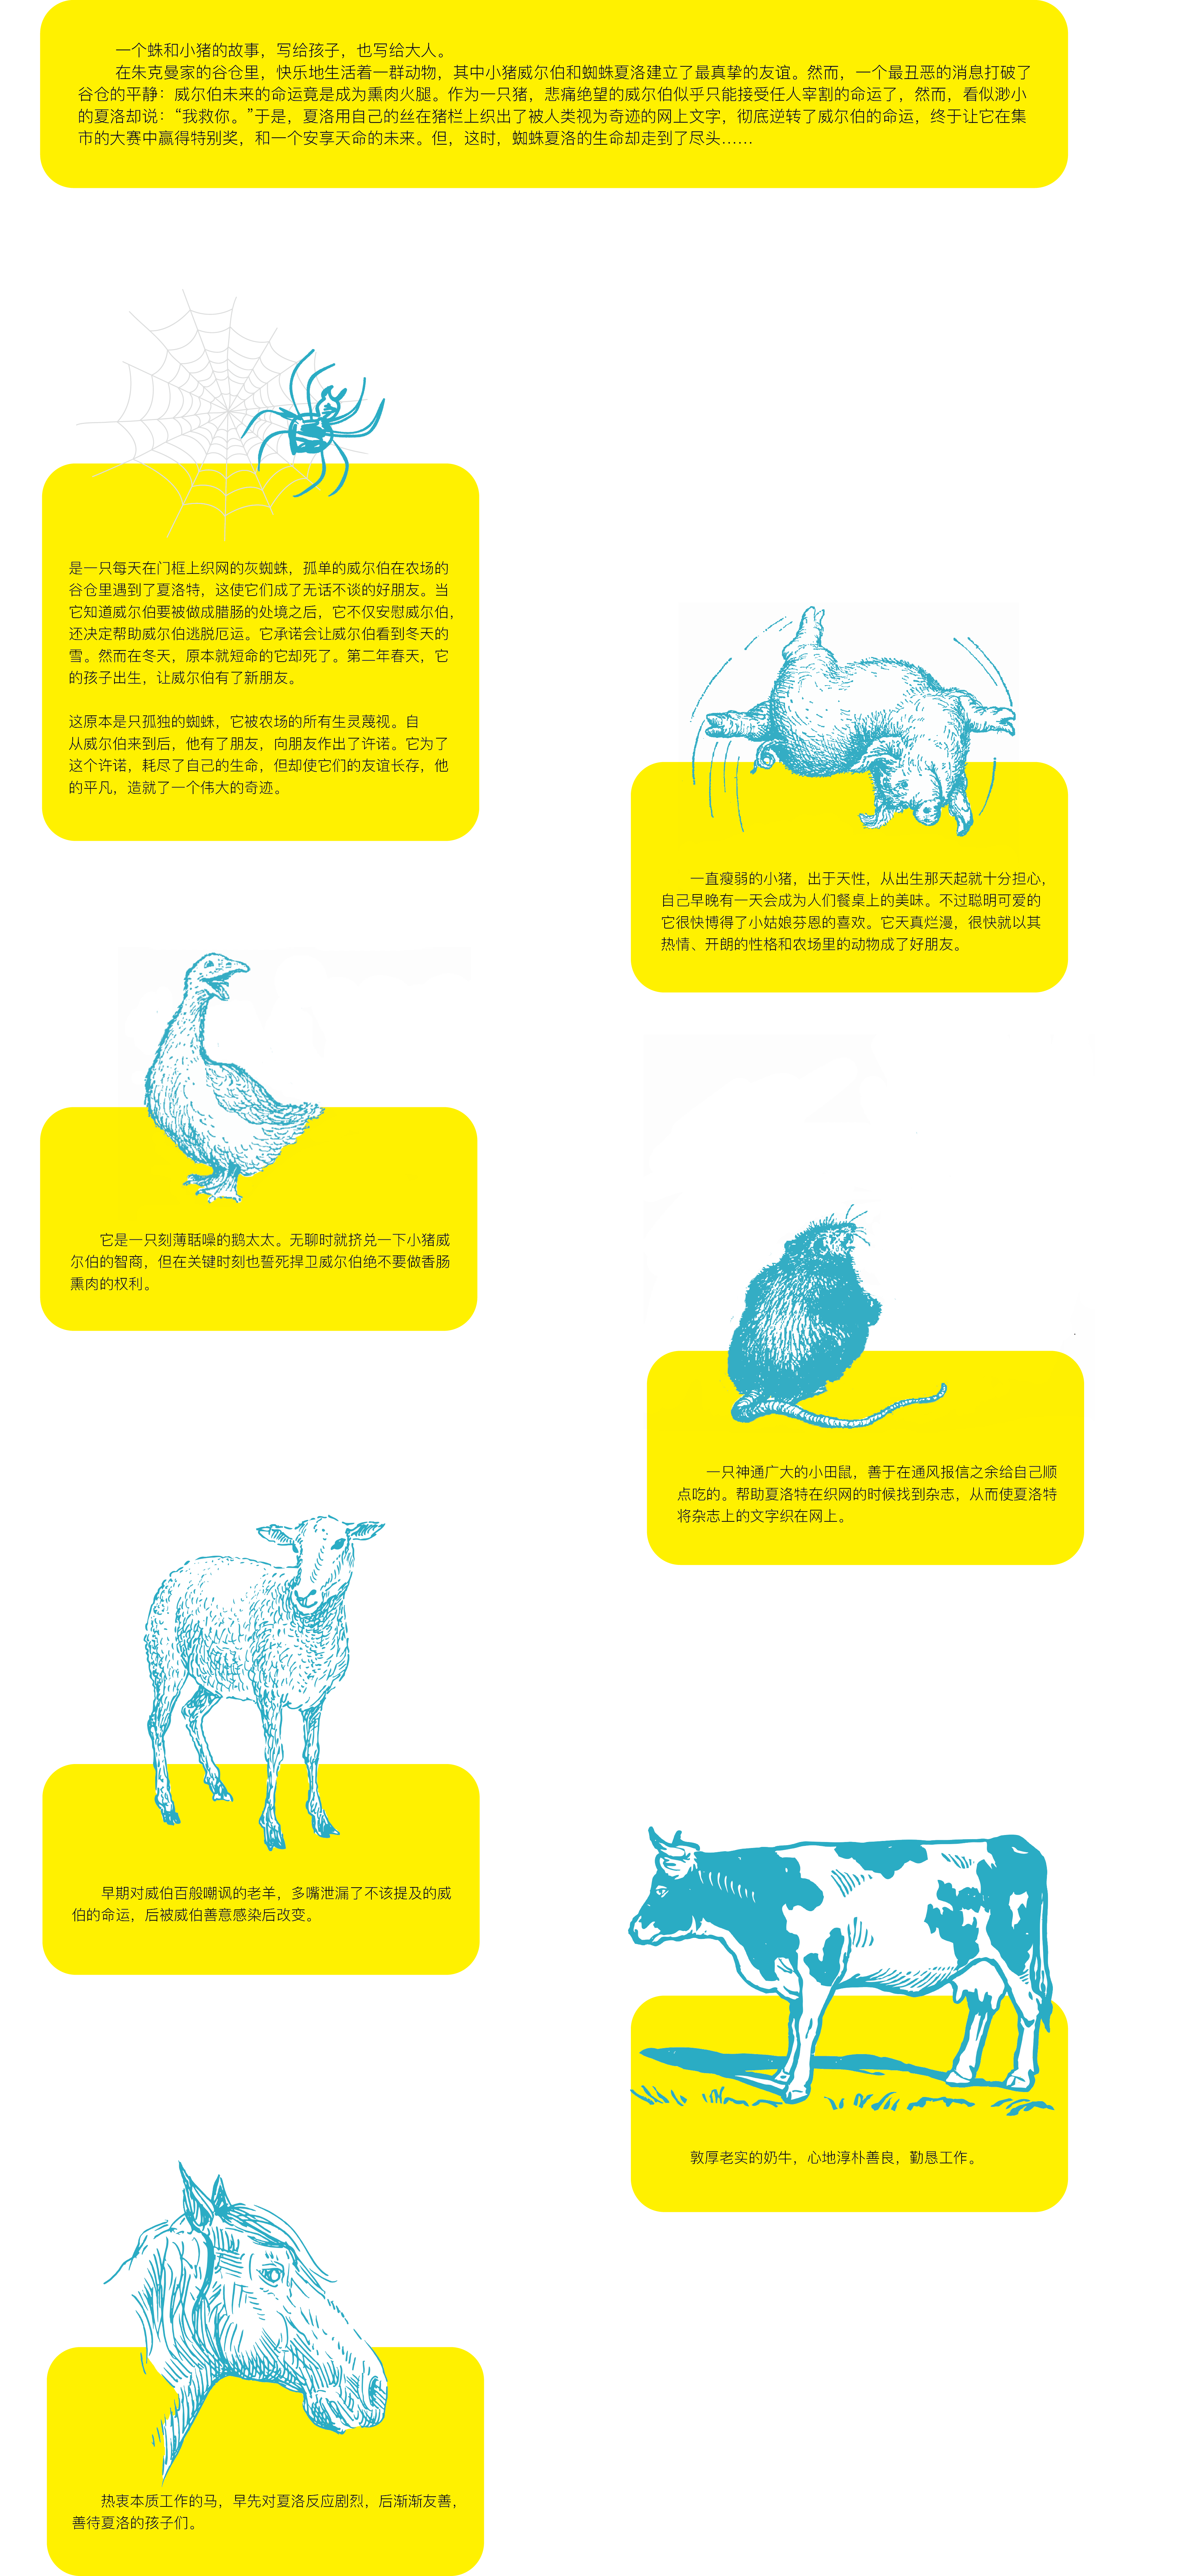 一个蛛和小猪的故事，写给孩子，也写给大人。
在朱克曼家的谷仓里，快乐地生活着一群动物，其中小猪威尔伯和蜘蛛夏洛建立了最真挚的友谊。然而，一个最丑恶的消息打破了
谷仓的平静：威尔伯未来的命运竟是成为熏肉火腿。作为一只猪，悲痛绝望的威尔伯似乎只能接受任人宰割的命运了，然而，看似渺小
的夏洛却说：“我救你。”于是，夏洛用自己的丝在猪栏上织出了被人类视为奇迹的网上文字，彻底逆转了威尔伯的命运，终于让它在集
市的大赛中赢得特别奖，和一个安享天命的未来。但，这时，蜘蛛夏洛的生命却走到了尽头……
是一只每天在门框上织网的灰蜘蛛，孤单的威尔伯在农场的
谷仓里遇到了夏洛特，这使它们成了无话不谈的好朋友。当
它知道威尔伯要被做成腊肠的处境之后，它不仅安慰威尔伯，
还决定帮助威尔伯逃脱厄运。它承诺会让威尔伯看到冬天的
雪。然而在冬天，原本就短命的它却死了。第二年春天，它
的孩子出生，让威尔伯有了新朋友。
这原本是只孤独的蜘蛛，它被农场的所有生灵蔑视。自
从威尔伯来到后，他有了朋友，向朋友作出了许诺。它为了
这个许诺，耗尽了自己的生命，但却使它们的友谊长存，他
的平凡，造就了一个伟大的奇迹。
一直瘦弱的小猪，出于天性，从出生那天起就十分担心，
自己早晚有一天会成为人们餐桌上的美味。不过聪明可爱的
它很快博得了小姑娘芬恩的喜欢。它天真烂漫，很快就以其
热情、开朗的性格和农场里的动物成了好朋友。
它是一只刻薄聒噪的鹅太太。无聊时就挤兑一下小猪威
尔伯的智商，但在关键时刻也誓死捍卫威尔伯绝不要做香肠
熏肉的权利。
一只神通广大的小田鼠，善于在通风报信之余给自己顺
点吃的。帮助夏洛特在织网的时候找到杂志，从而使夏洛特
将杂志上的文字织在网上。
早期对威伯百般嘲讽的老羊，多嘴泄漏了不该提及的威
伯的命运，后被威伯善意感染后改变。
敦厚老实的奶牛，心地淳朴善良，勤恳工作。
热衷本质工作的马，早先对夏洛反应剧烈，后渐渐友善，
善待夏洛的孩子们。